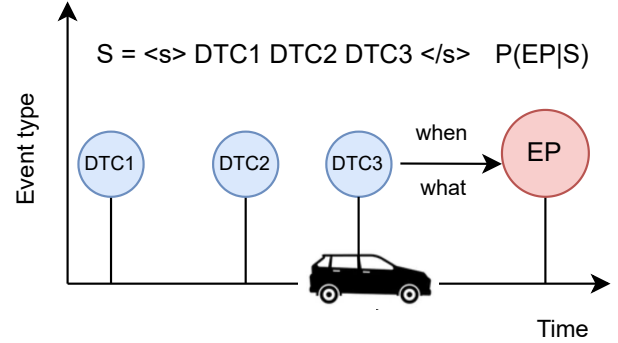 S = <s> DTC1 DTC2 DTC3 </s> P(EP|S)
Event type
DTC1
DTC2
DTC3
when
what
EP
Time